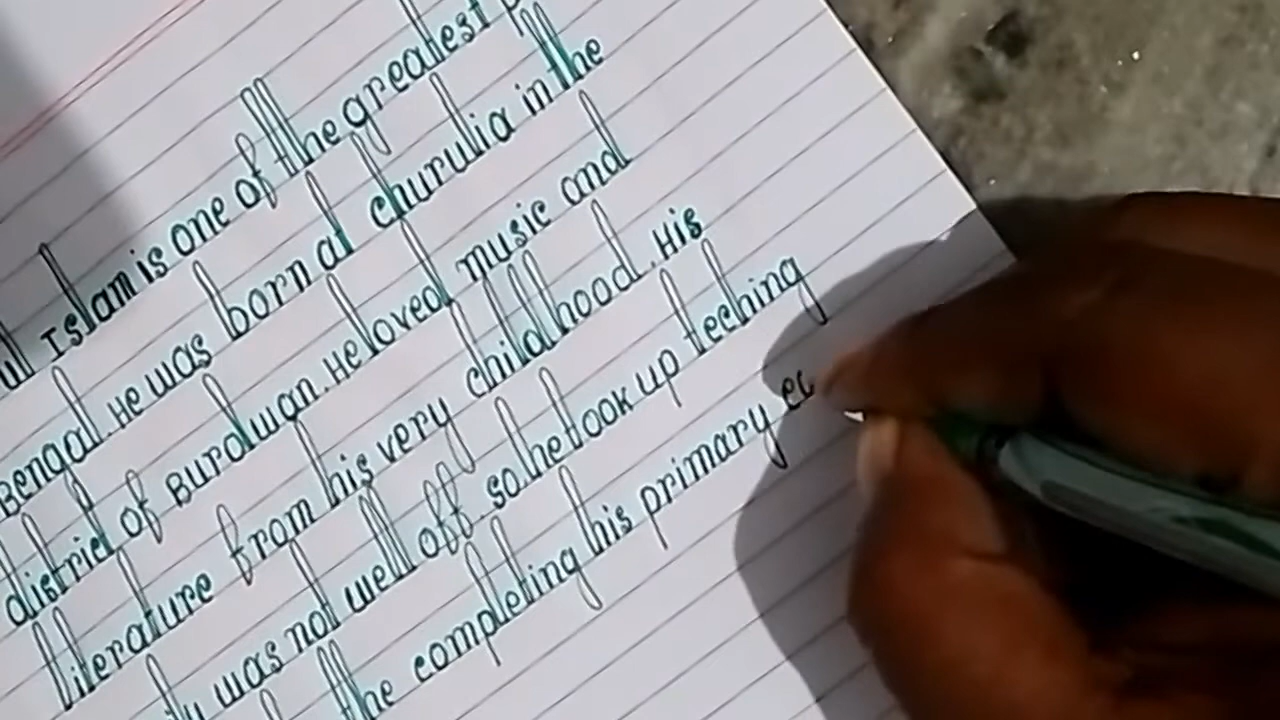 Islam is one of the greatest
Bengal. He was born at churulia in the
district of Burdwan. He loved music and
literature from his very childhood. His
was not well off. so he took up teching
the completing his primary